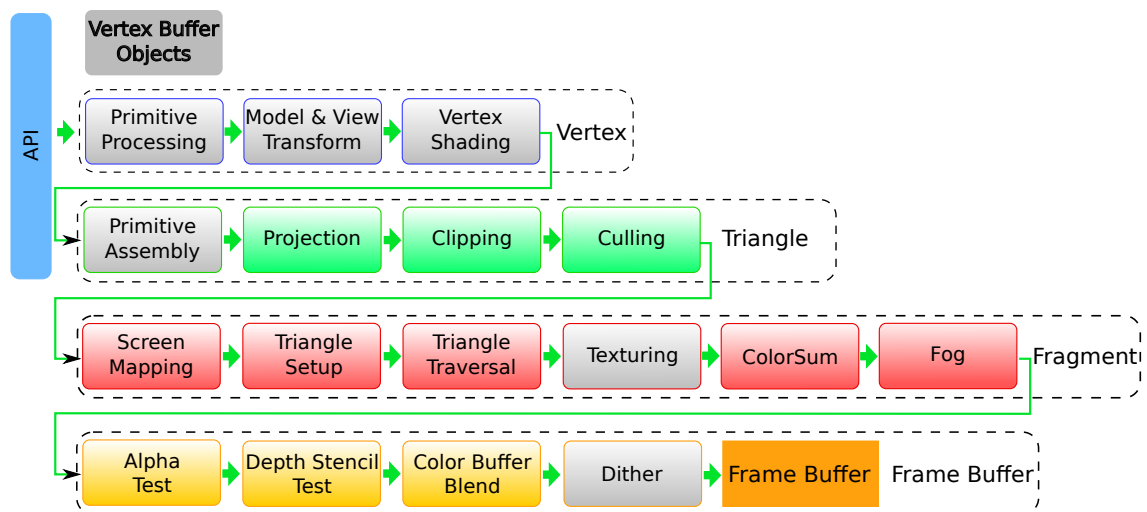 API
Vertex Buffer
Objects
Primitive
Processing
Model & View
Transform
Vertex
Shading
Vertex
Primitive
Assembly
Projection
Clipping
Culling
Triangle
Screen
Mapping
Triangle
Setup
Triangle
Traversal
Texturing
ColorSum
Fog
Fragment
Alpha
Test
Depth Stencil
Test
Color Buffer
Blend
Dither
Frame Buffer
Frame Buffer